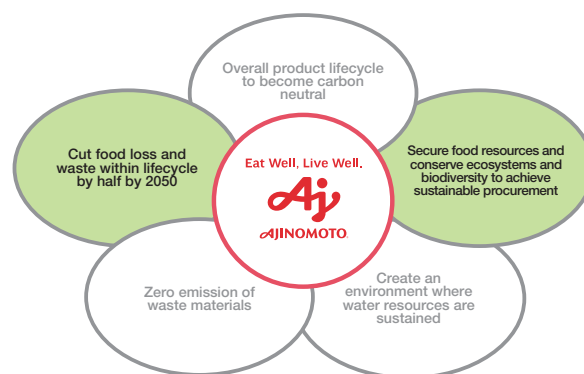 Overall product lifecycle
to become carbon
neutral
Cut food loss and
waste within lifecycle
by half by 2050
Eat Well, Live Well.
Aj
AJINOMOTO
Secure food resources and
conserve ecosystems and
biodiversity to achieve
sustainable procurement
Zero emission of
waste materials
Create an
environment where
water resources are
sustained